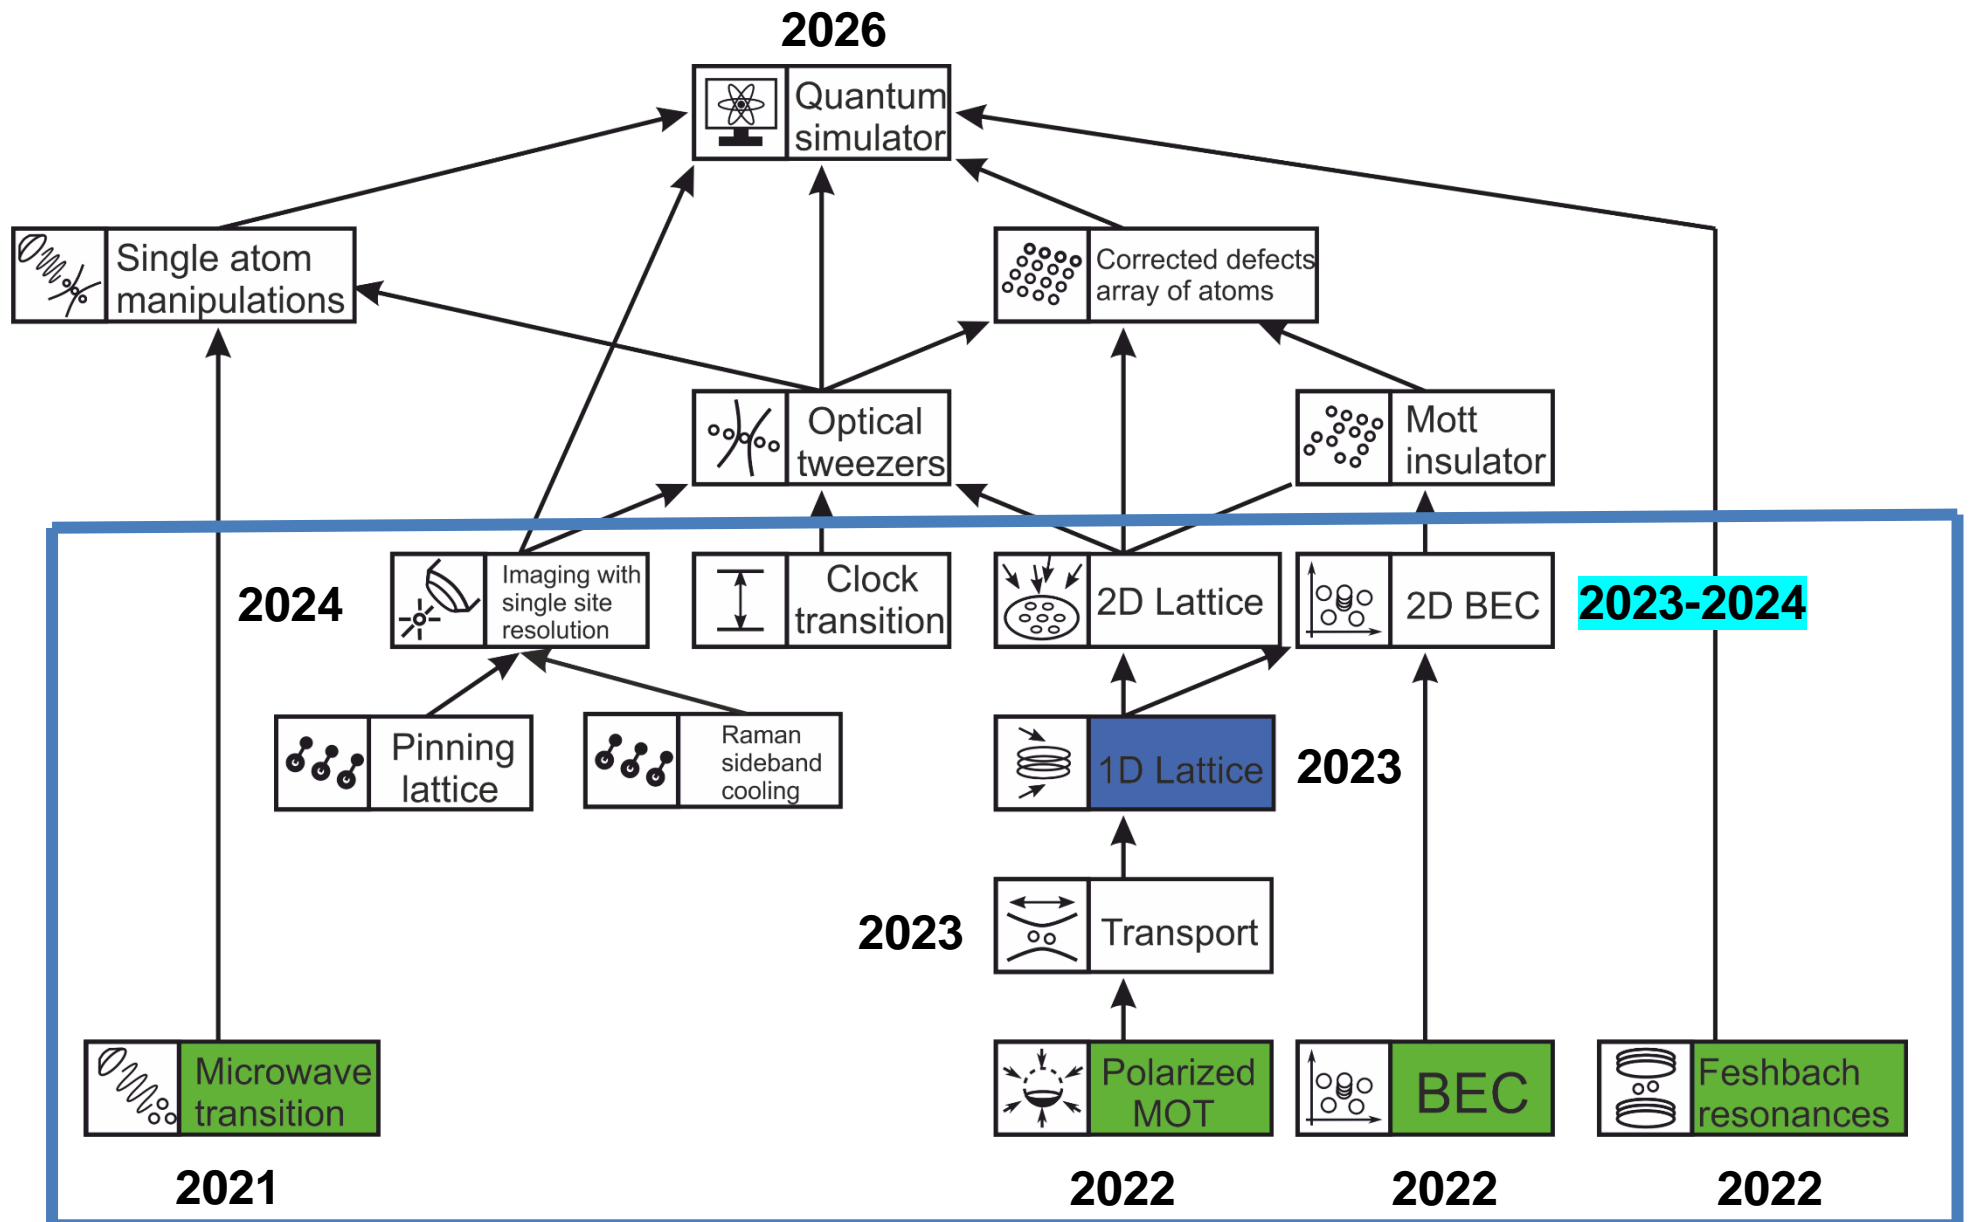 2026
Quantum
simulator
Single atom
manipulations
Corrected defects
array of atoms
Optical
tweezers
Mott
insulator
2024
Imaging with
single site
resolution
Clock
transition
2D Lattice
2D BEC
2023-2024
Pinning
lattice
Raman
sideband
cooling
1D Lattice
2023
2023
Transport
Microwave
transition
Polarized
MOT
BEC
Feshbach
resonances
2021
2022
2022
2022